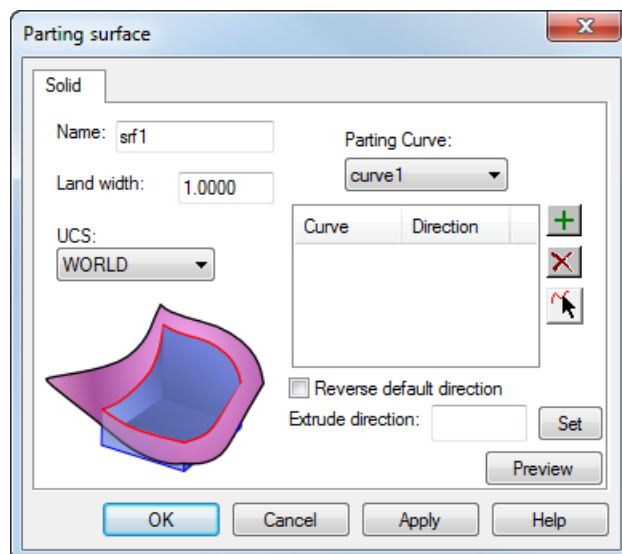 Parting surface
Solid
Name: srf1
Parting Curve:
curve1
Land width: 1.0000
UCS:
WORLD
Curve Direction
Reverse default direction
Extrude direction: Set
Preview
OK Cancel Apply Help